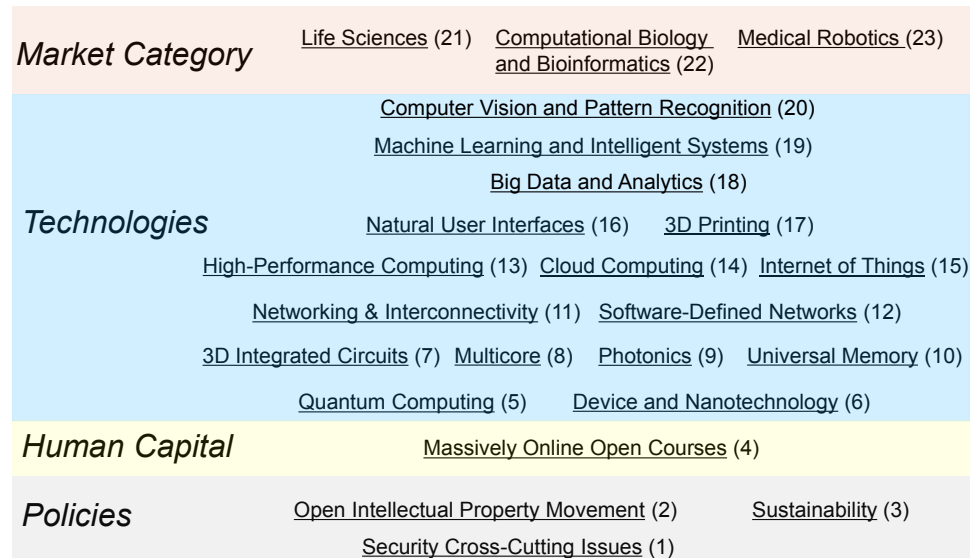 Market Category
Life Sciences (21) Computational Biology and Bioinformatics (22) Medical Robotics (23)
Technologies
Computer Vision and Pattern Recognition (20)
Machine Learning and Intelligent Systems (19)
Big Data and Analytics (18)
Natural User Interfaces (16) 3D Printing (17)
High-Performance Computing (13) Cloud Computing (14) Internet of Things (15)
Networking & Interconnectivity (11) Software-Defined Networks (12)
3D Integrated Circuits (7) Multicore (8) Photonics (9) Universal Memory (10)
Quantum Computing (5) Device and Nanotechnology (6)
Human Capital
Massively Online Open Courses (4)
Policies
Open Intellectual Property Movement (2) Sustainability (3)
Security Cross-Cutting Issues (1)